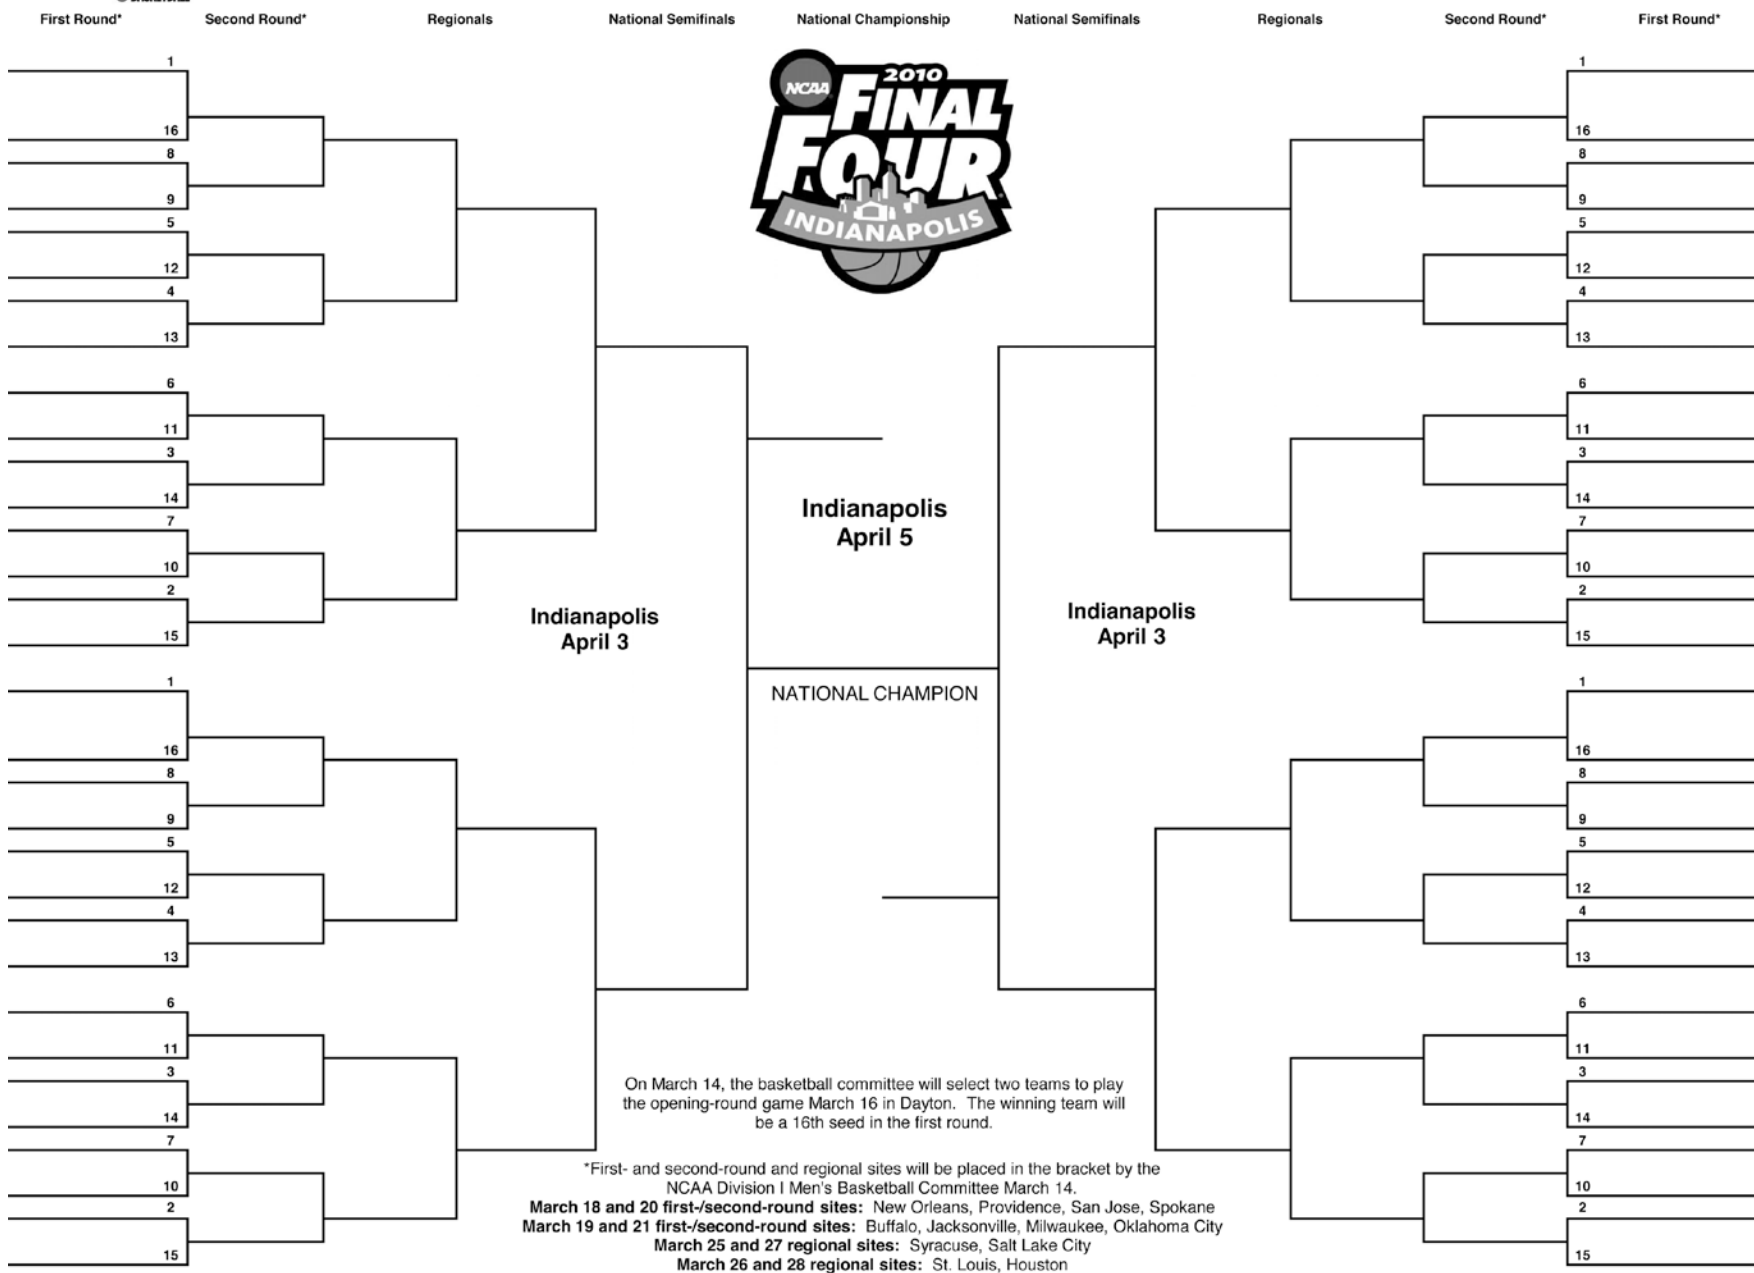 First Round* Second Round* Regionals National Semifinals National Championship National Semifinals Regionals Second Round* First Round*
NCAA
2010
FINAL
FOUR
INDIANAPOLIS
1 1
16 16
8 8
9 9
5 5
12 12
4 4
13 13
6 6
11 11
3 3
14 14
7 7
10 10
2 2
15 15
Indianapolis
April 5
Indianapolis
April 3
Indianapolis
April 3
NATIONAL CHAMPION
1 1
16 16
8 8
9 9
5 5
12 12
4 4
13 13
6 6
11 11
3 3
14 14
7 7
10 10
2 2
15 15
On March 14, the basketball committee will select two teams to play
the opening-round game March 16 in Dayton. The winning team will
be a 16th seed in the first round.
*First- and second-round and regional sites will be placed in the bracket by the
NCAA Division I Men's Basketball Committee March 14.
March 18 and 20 first-/second-round sites: New Orleans, Providence, San Jose, Spokane
March 19 and 21 first-/second-round sites: Buffalo, Jacksonville, Milwaukee, Oklahoma City
March 25 and 27 regional sites: Syracuse, Salt Lake City
March 26 and 28 regional sites: St. Louis, Houston